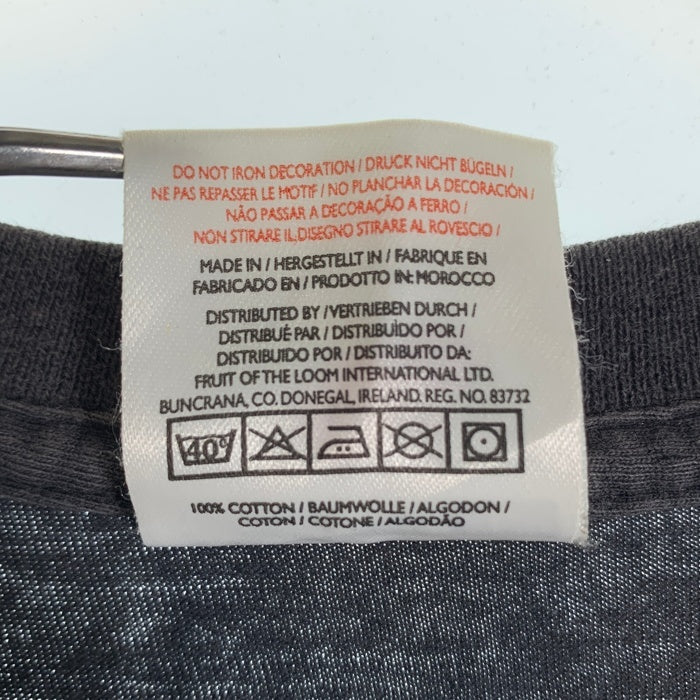 DO NOT IRON DECORATION / DRUCK NICHT BÜGELN /
NE PAS REPASSER LE MOTIF / NO PLANCHAR LA DECORACIÓN /
NÃO PASSAR A DECORAÇÃO A FERRO /
NON STIRARE IL DISEGNO STIRARE AL ROVESCIO /
MADE IN / HERGESTELLT IN / FABRIQUE EN
FABRICADO EN / PRODOTTO IN: MOROCCO
DISTRIBUTED BY / VERTRIEBEN DURCH /
DISTRIBUÉ PAR / DISTRIBUÌDO POR /
DISTRIBUIDO POR / DISTRIBUITO DA:
FRUIT OF THE LOOM INTERNATIONAL LTD.
BUNCRANA, CO. DONEGAL, IRELAND. REG. NO. 83732
40°
100% COTTON / BAUMWOLLE / ALGODON /
COTON / COTONE / ALGODÃO